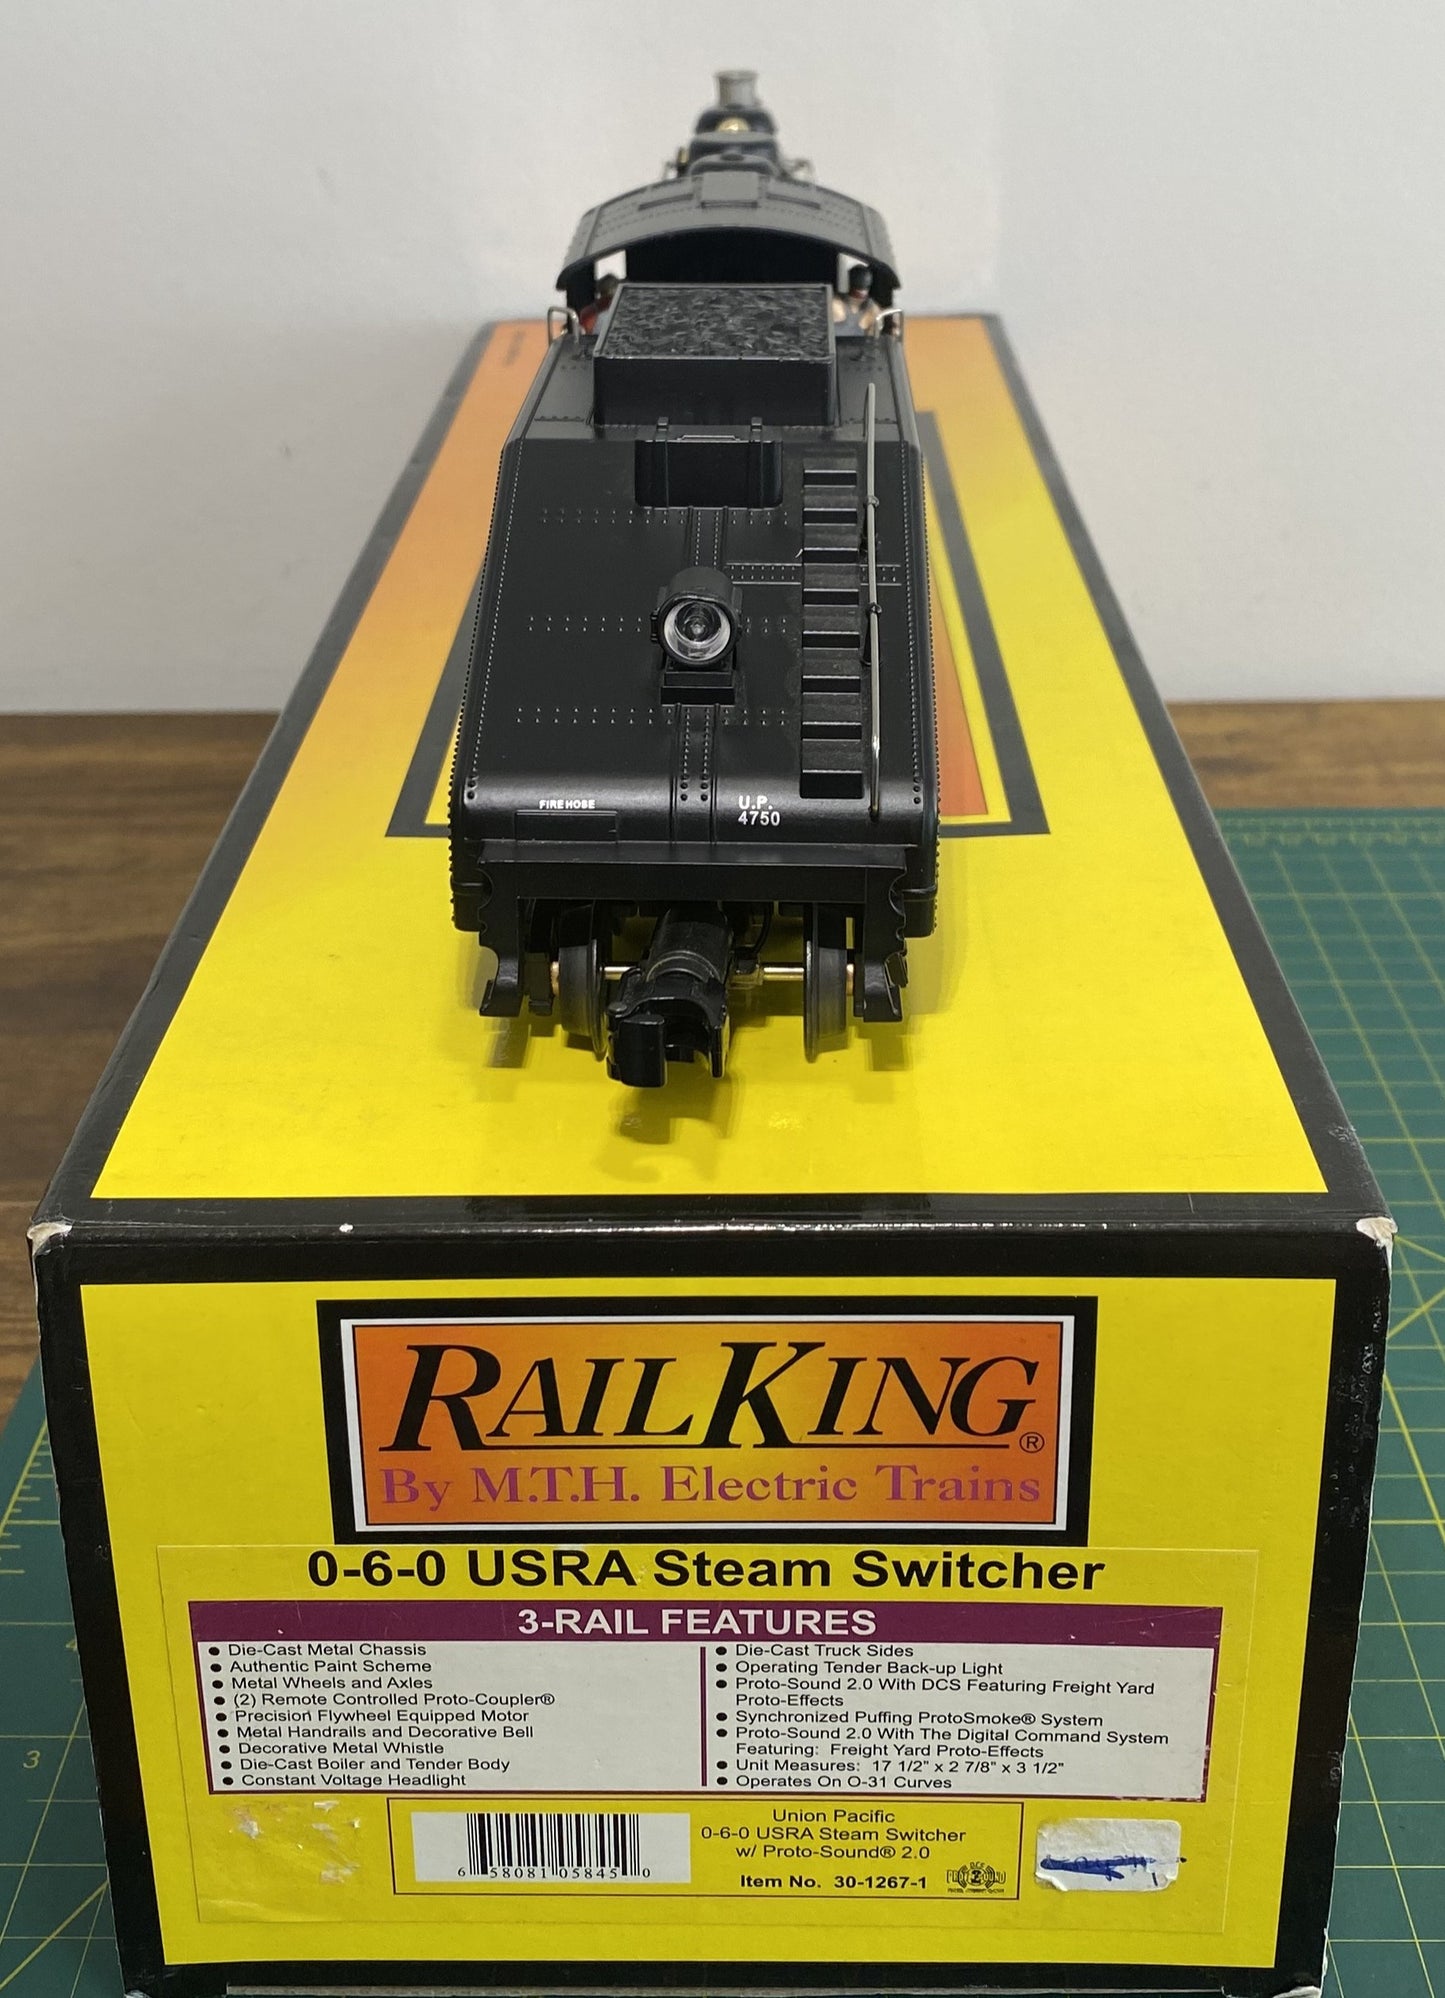 FIRE HOSE
U.P.
4750
RAILKING®
By M.T.H. Electric Trains
0-6-0 USRA Steam Switcher
3-RAIL FEATURES
● Die-Cast Metal Chassis
● Authentic Paint Scheme
● Metal Wheels and Axles
● (2) Remote Controlled Proto-Coupler®
● Precision Flywheel Equipped Motor
● Metal Handrails and Decorative Bell
● Decorative Metal Whistle
● Die-Cast Boiler and Tender Body
● Constant Voltage Headlight
● Die-Cast Truck Sides
● Operating Tender Back-up Light
● Proto-Sound 2.0 With DCS Featuring Freight Yard
Proto-Effects
● Synchronized Puffing ProtoSmoke® System
● Proto-Sound 2.0 With The Digital Command System
Featuring: Freight Yard Proto-Effects
● Unit Measures: 17 1/2" x 2 7/8" x 3 1/2"
● Operates On O-31 Curves
6 58081 05845 0
Union Pacific
0-6-0 USRA Steam Switcher
w/ Proto-Sound® 2.0
Item No. 30-1267-1
3